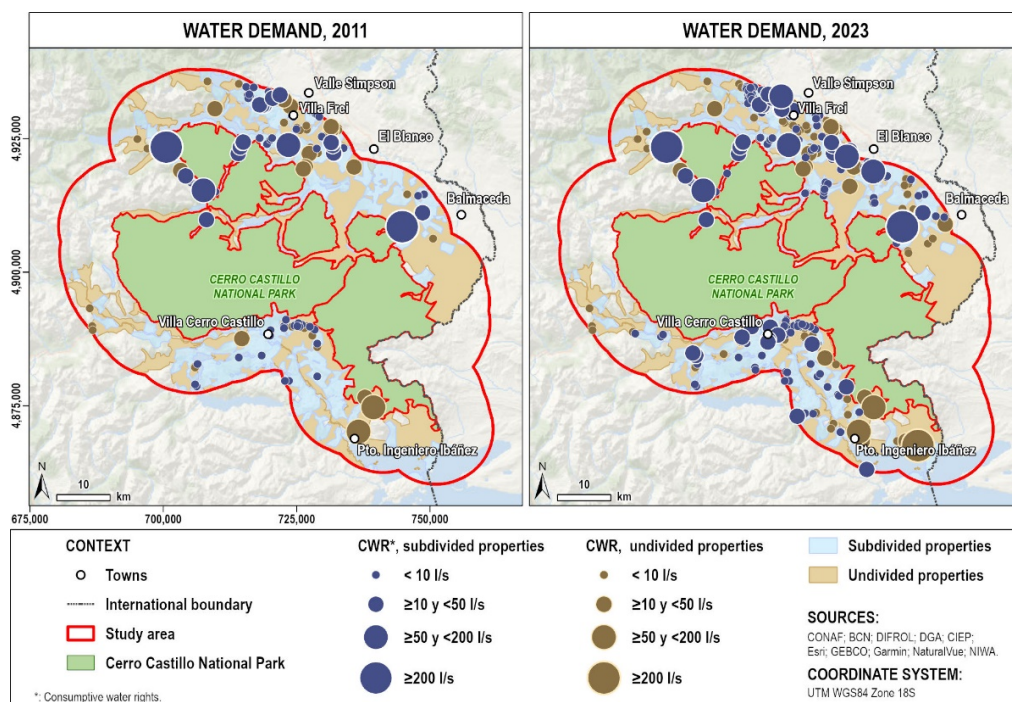 WATER DEMAND, 2011
WATER DEMAND, 2023
Valle Simpson
Villa Frei
El Blanco
Balmaceda
CERRO CASTILLO
NATIONAL PARK
Villa Cerro Castillo
Pto. Ingeniero Ibáñez
N
10
km
4,925,000
4,900,000
4,875,000
675,000
700,000
725,000
750,000
Valle Simpson
Villa Frei
El Blanco
Balmaceda
CERRO CASTILLO
NATIONAL PARK
Villa Cerro Castillo
Pto. Ingeniero Ibáñez
N
10
km
CONTEXT
Towns
International boundary
Study area
Cerro Castillo National Park
*: Consumptive water rights.
CWR*, subdivided properties
< 10 l/s
≥10 y <50 l/s
≥50 y <200 l/s
≥200 l/s
CWR, undivided properties
< 10 l/s
≥10 y <50 l/s
≥50 y <200 l/s
≥200 l/s
Subdivided properties
Undivided properties
SOURCES:
CONAF; BCN; DIFROL; DGA; CIEP;
Esri; GEBCO; Garmin; NaturalVue; NIWA.
COORDINATE SYSTEM:
UTM WGS84 Zone 18S